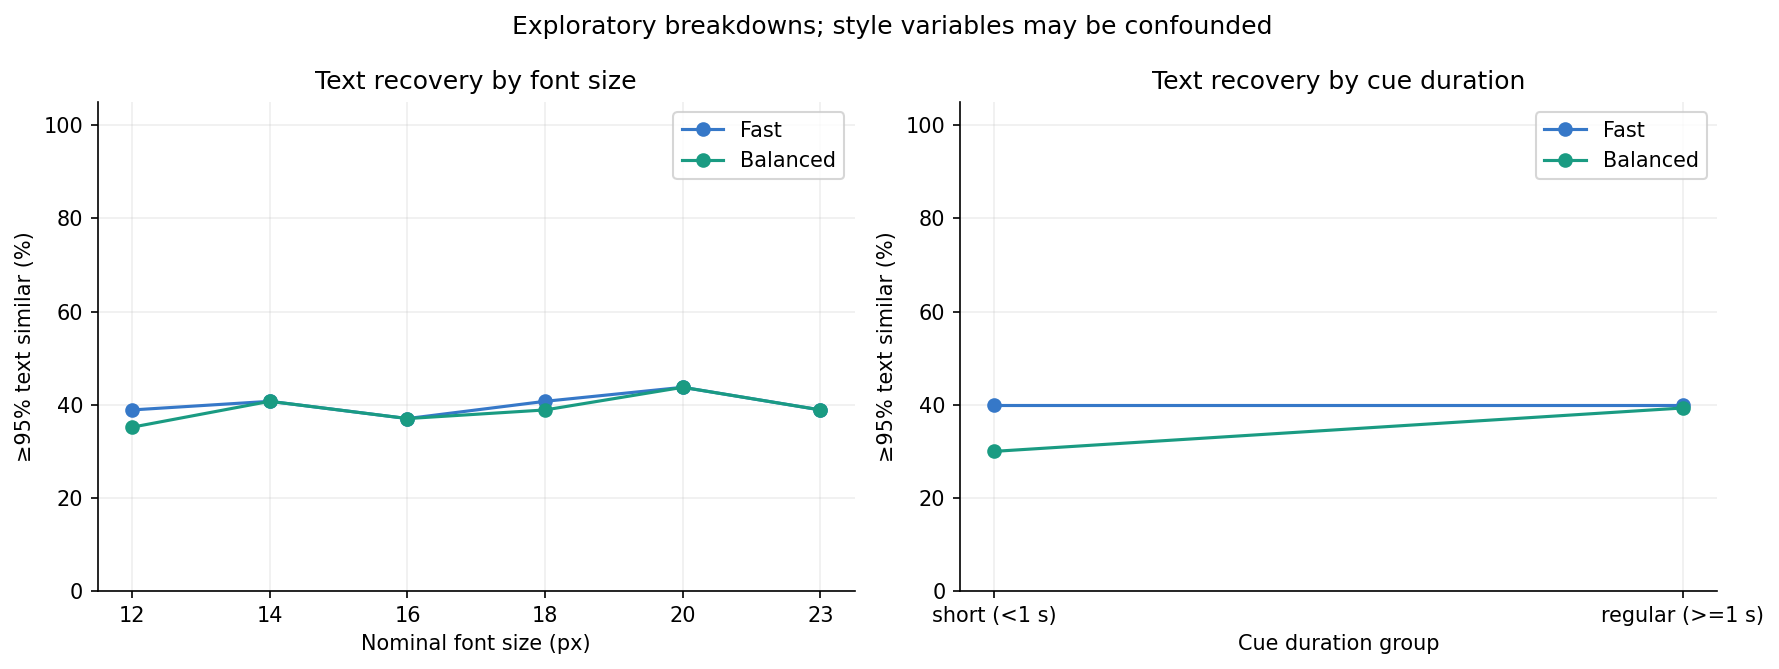 Exploratory breakdowns; style variables may be confounded
Text recovery by font size
≥95% text similar (%)
100
80
60
40
20
0
12 14 16 18 20 23
Nominal font size (px)
Fast
Balanced
Text recovery by cue duration
≥95% text similar (%)
100
80
60
40
20
0
short (<1 s) regular (>=1 s)
Cue duration group
Fast
Balanced